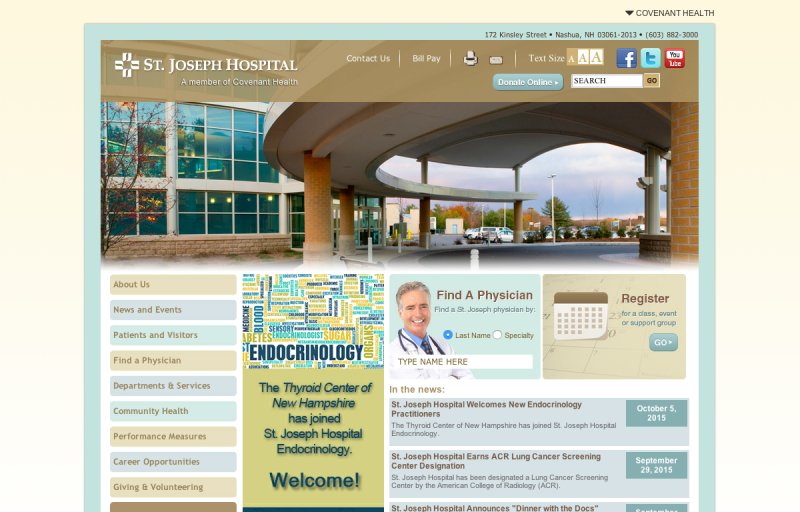 COVENANT HEALTH
172 Kinsley Street • Nashua, NH 03061-2013 • (603) 882-3000
ST. JOSEPH HOSPITAL
A member of Covenant Health
Contact Us
Bill Pay
Text Size A A A
f
t
You Tube
Donate Online
SEARCH
GO
About Us
News and Events
Patients and Visitors
Find a Physician
Departments & Services
Community Health
Performance Measures
Career Opportunities
Giving & Volunteering
MEDICINE
BLOOD
DIABETES
SENSORY
ENDOCRINOLOGIST
SUGAR
ORGANS
ENDOCRINOLOGY
The Thyroid Center of
New Hampshire
has joined
St. Joseph Hospital
Endocrinology.
Welcome!
Find A Physician
Find a St. Joseph physician by:
Last Name Specialty
TYPE NAME HERE
Register
for a class, event
or support group
GO
In the news:
St. Joseph Hospital Welcomes New Endocrinology
Practitioners
The Thyroid Center of New Hampshire has joined St. Joseph Hospital
Endocrinology.
October 5,
2015
St. Joseph Hospital Earns ACR Lung Cancer Screening
Center Designation
St. Joseph Hospital has been designated a Lung Cancer Screening
Center by the American College of Radiology (ACR).
September
29, 2015
St. Joseph Hospital Announces "Dinner with the Docs"
September